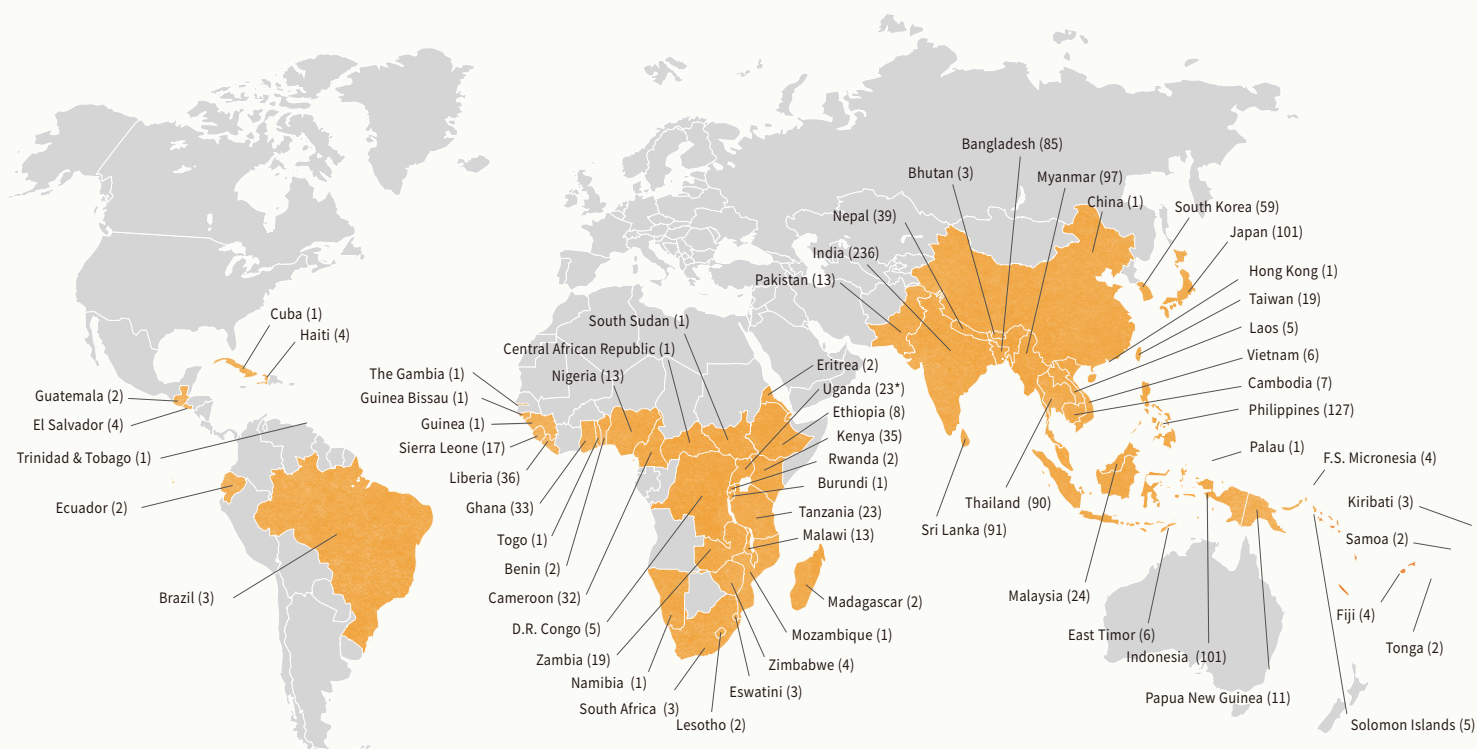 Bangladesh (85)
Bhutan (3)
Myanmar (97)
China (1)
South Korea (59)
Nepal (39)
Japan (101)
India (236)
Pakistan (13)
Hong Kong (1)
Taiwan (19)
Laos (5)
Vietnam (6)
Cambodia (7)
Philippines (127)
Palau (1)
F.S. Micronesia (4)
Kiribati (3)
Samoa (2)
Fiji (4)
Tonga (2)
Solomon Islands (5)
Papua New Guinea (11)
Indonesia (101)
East Timor (6)
Malaysia (24)
Thailand (90)
Sri Lanka (91)
Cuba (1)
Haiti (4)
Guatemala (2)
El Salvador (4)
Trinidad & Tobago (1)
Ecuador (2)
Brazil (3)
South Sudan (1)
Central African Republic (1)
Nigeria (13)
The Gambia (1)
Guinea Bissau (1)
Guinea (1)
Sierra Leone (17)
Liberia (36)
Ghana (33)
Togo (1)
Benin (2)
Cameroon (32)
D.R. Congo (5)
Zambia (19)
Namibia (1)
South Africa (3)
Lesotho (2)
Eswatini (3)
Zimbabwe (4)
Mozambique (1)
Madagascar (2)
Malawi (13)
Tanzania (23)
Burundi (1)
Rwanda (2)
Kenya (35)
Ethiopia (8)
Uganda (23*)
Eritrea (2)